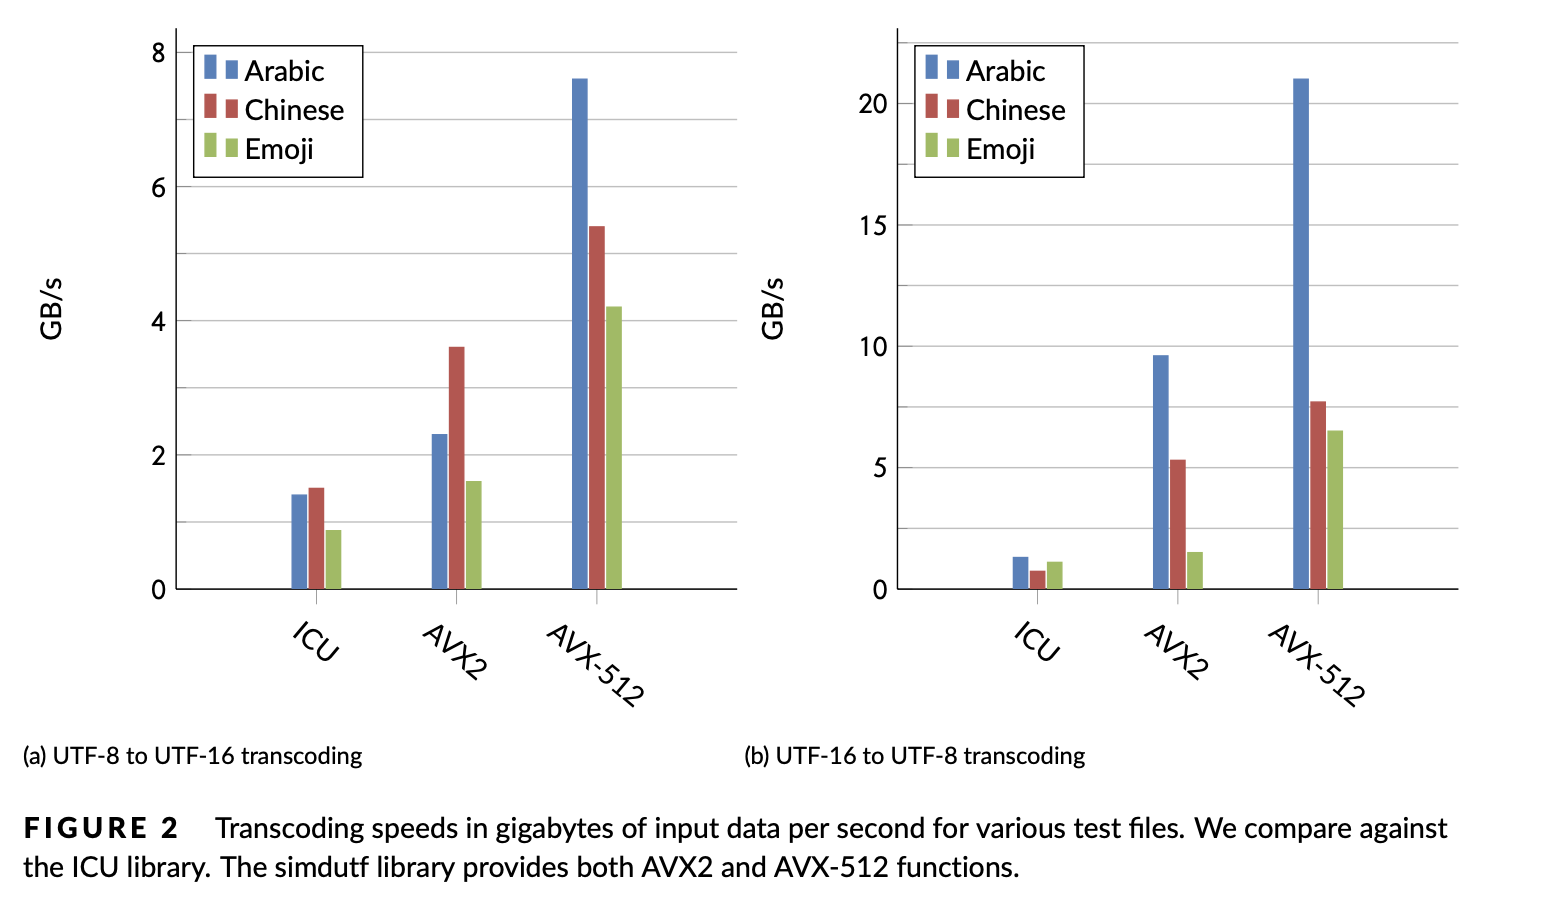 8
6
4
2
0
GB/s
Arabic
Chinese
Emoji
ICU
AVX2
AVX-512
(a) UTF-8 to UTF-16 transcoding
20
15
10
5
0
GB/s
Arabic
Chinese
Emoji
ICU
AVX2
AVX-512
(b) UTF-16 to UTF-8 transcoding
FIGURE 2 Transcoding speeds in gigabytes of input data per second for various test files. We compare against
the ICU library. The simdutf library provides both AVX2 and AVX-512 functions.